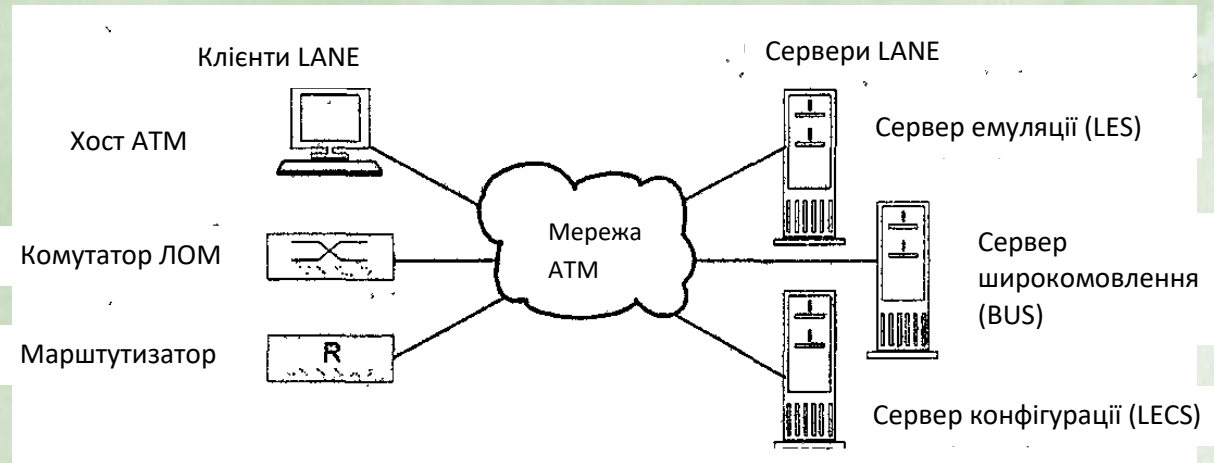 Клієнти LANE
Сервери LANE
Хост АТМ
Сервер емуляції (LES)
Мережа
АТМ
Комутатор ЛОМ
Сервер
широкомовлення
(BUS)
Марштутизатор
R
Сервер конфігурації (LECS)